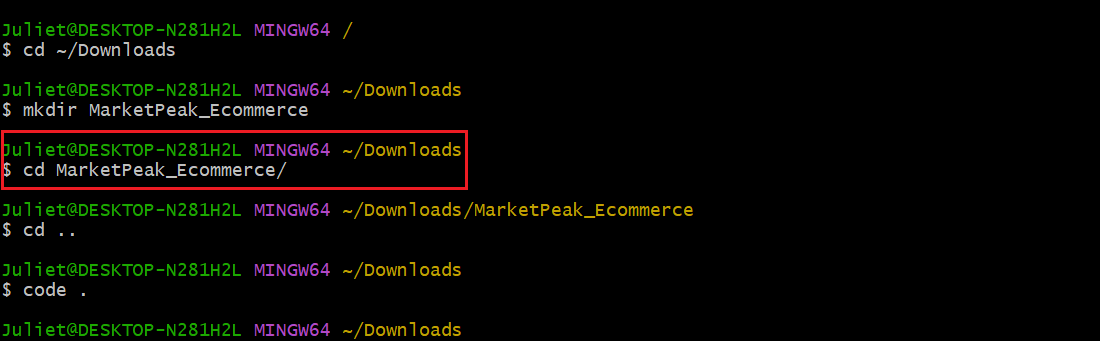 Juliet@DESKTOP-N281H2L MINGW64 /
$ cd ~/Downloads
Juliet@DESKTOP-N281H2L MINGW64 ~/Downloads
$ mkdir MarketPeak_Ecommerce
Juliet@DESKTOP-N281H2L MINGW64 ~/Downloads
$ cd MarketPeak_Ecommerce/
Juliet@DESKTOP-N281H2L MINGW64 ~/Downloads/MarketPeak_Ecommerce
$ cd ..
Juliet@DESKTOP-N281H2L MINGW64 ~/Downloads
$ code .
Juliet@DESKTOP-N281H2L MINGW64 ~/Downloads